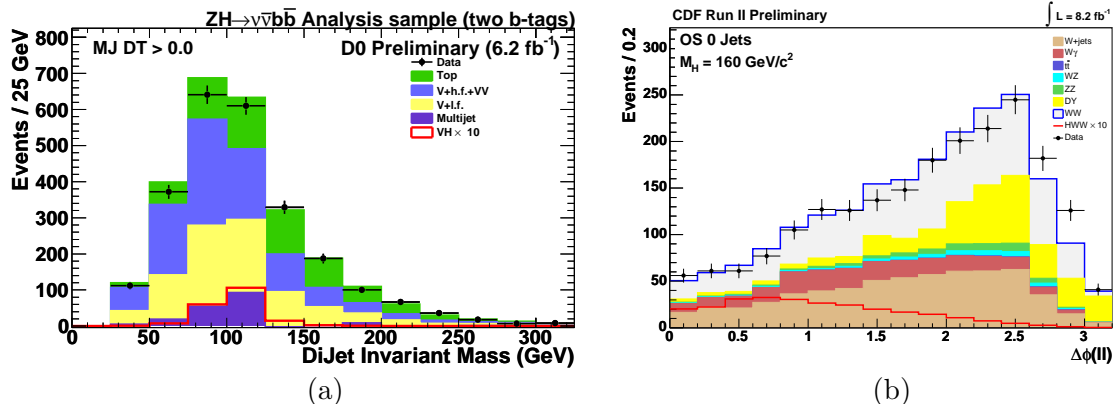 ZH→νν̄bb̄ Analysis sample (two b-tags)
MJ DT > 0.0
D0 Preliminary (6.2 fb⁻¹)
Data
Top
V+h.f.+VV
V+l.f.
Multijet
VH × 10
Events / 25 GeV
800
700
600
500
400
300
200
100
0
0 50 100 150 200 250 300
DiJet Invariant Mass (GeV)
(a)
CDF Run II Preliminary
∫ L = 8.2 fb⁻¹
OS 0 Jets
M_H = 160 GeV/c²
W+jets
Wγ
tt̄
WZ
ZZ
DY
WW
HWW × 10
Data
Events / 0.2
300
250
200
150
100
50
0
0 0.5 1 1.5 2 2.5 3
Δϕ(ll)
(b)